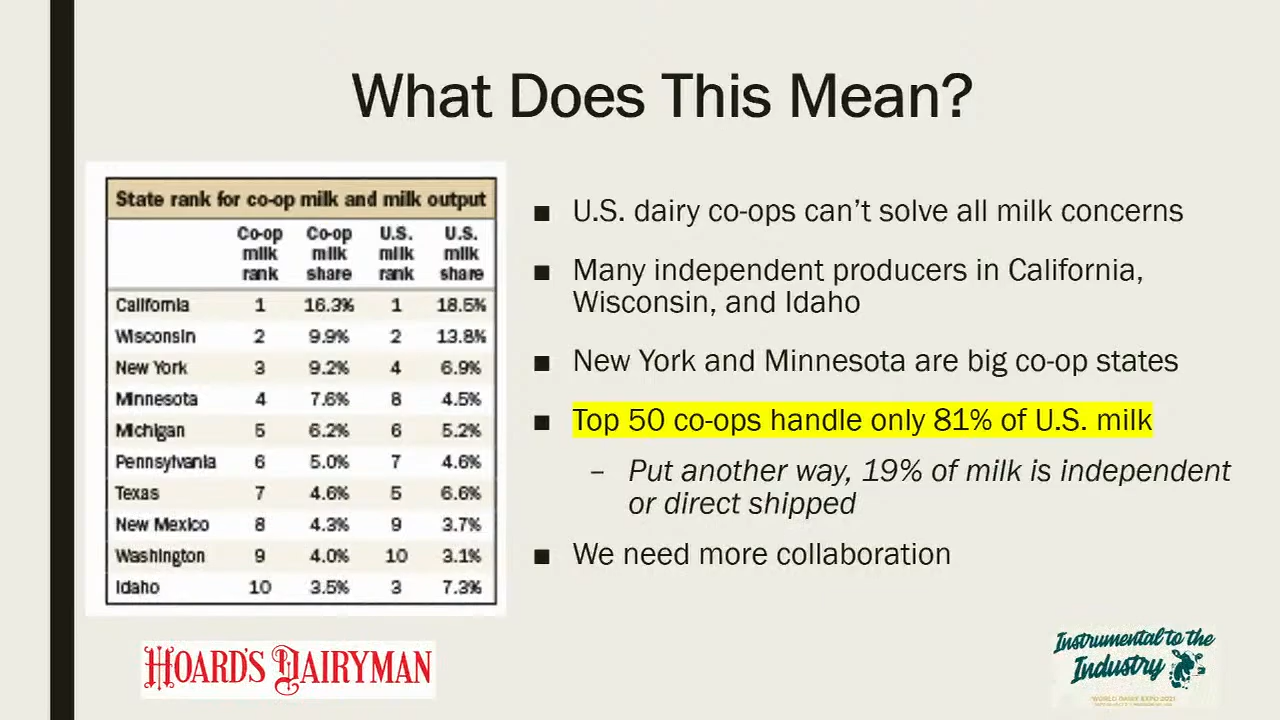 What Does This Mean?
State rank for co-op milk and milk output
Co-op milk rank Co-op milk share U.S. milk rank U.S. milk share
California 1 16.3% 1 18.5%
Wisconsin 2 9.9% 2 13.8%
New York 3 9.2% 4 6.9%
Minnesota 4 7.6% 8 4.5%
Michigan 5 6.2% 6 5.2%
Pennsylvania 6 5.0% 7 4.6%
Texas 7 4.6% 5 6.6%
New Mexico 8 4.3% 9 3.7%
Washington 9 4.0% 10 3.1%
Idaho 10 3.5% 3 7.3%
■ U.S. dairy co-ops can’t solve all milk concerns
■ Many independent producers in California,
Wisconsin, and Idaho
■ New York and Minnesota are big co-op states
■ Top 50 co-ops handle only 81% of U.S. milk
– Put another way, 19% of milk is independent
or direct shipped
■ We need more collaboration
HOARD'S DAIRYMAN
Instrumental to the
Industry
WORLD DAIRY EXPO 2021